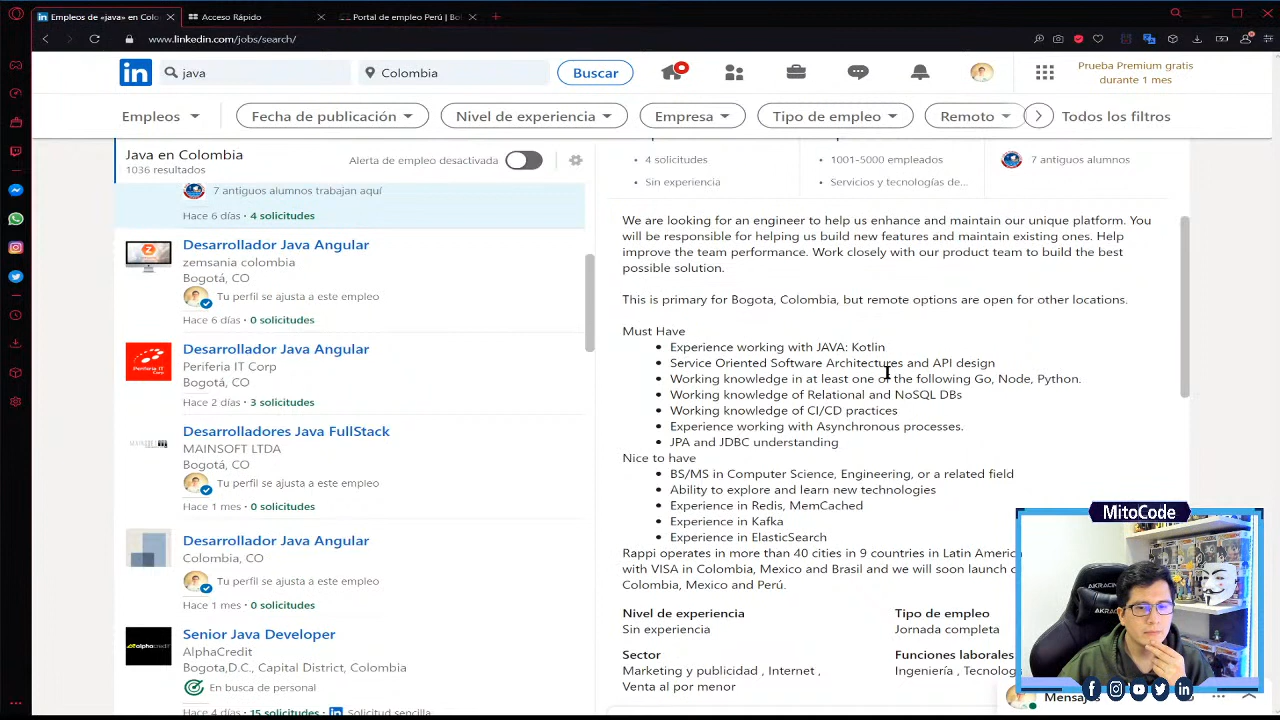 Empleos de «java» en Colo
Acceso Rápido
Portal de empleo Perú | Bol
www.linkedin.com/jobs/search/
in
java
Colombia
Buscar
Prueba Premium gratis
durante 1 mes
Empleos
Fecha de publicación
Nivel de experiencia
Empresa
Tipo de empleo
Remoto
Todos los filtros
Java en Colombia
1036 resultados
Alerta de empleo desactivada
7 antiguos alumnos trabajan aquí
Hace 6 días • 4 solicitudes
Desarrollador Java Angular
zemsania colombia
Bogotá, CO
Tu perfil se ajusta a este empleo
Hace 6 días • 0 solicitudes
Desarrollador Java Angular
Periferia IT Corp
Bogotá, CO
Hace 2 días • 3 solicitudes
Desarrolladores Java FullStack
MAINSOFT LTDA
Bogotá, CO
Tu perfil se ajusta a este empleo
Hace 1 mes • 0 solicitudes
Desarrollador Java Angular
Colombia, CO
Tu perfil se ajusta a este empleo
Hace 1 mes • 0 solicitudes
Senior Java Developer
AlphaCredit
Bogota,D.C., Capital District, Colombia
En busca de personal
Hace 4 días • 15 solicitudes • in Solicitud sencilla
• 4 solicitudes
• Sin experiencia
• 1001-5000 empleados
• Servicios y tecnologías de...
7 antiguos alumnos
We are looking for an engineer to help us enhance and maintain our unique platform. You
will be responsible for helping us build new features and maintain existing ones. Help
improve the team performance. Work closely with our product team to build the best
possible solution.
This is primary for Bogota, Colombia, but remote options are open for other locations.
Must Have
• Experience working with JAVA: Kotlin
• Service Oriented Software Architectures and API design
• Working knowledge in at least one of the following Go, Node, Python.
• Working knowledge of Relational and NoSQL DBs
• Working knowledge of CI/CD practices
• Experience working with Asynchronous processes.
• JPA and JDBC understanding
Nice to have
• BS/MS in Computer Science, Engineering, or a related field
• Ability to explore and learn new technologies
• Experience in Redis, MemCached
• Experience in Kafka
• Experience in ElasticSearch
Rappi operates in more than 40 cities in 9 countries in Latin America
with VISA in Colombia, Mexico and Brasil and we will soon launch
Colombia, Mexico and Perú.
Nivel de experiencia
Sin experiencia
Tipo de empleo
Jornada completa
Sector
Marketing y publicidad , Internet ,
Venta al por menor
Funciones laborales
Ingeniería , Tecnolog
MitoCode
AKRACING
AKRACING
Mensaj